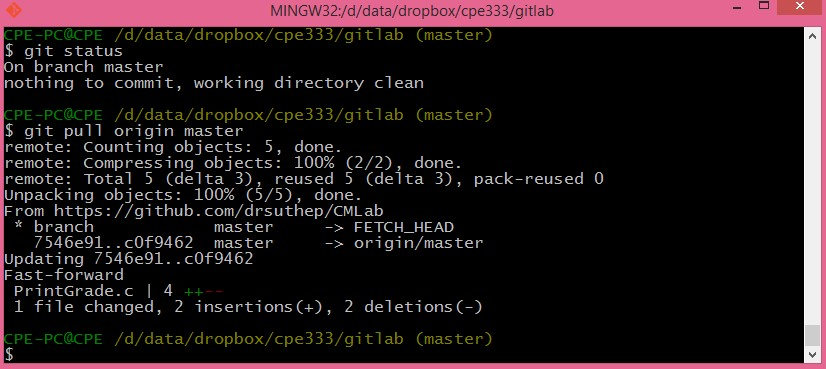 MINGW32:/d/data/dropbox/cpe333/gitlab
CPE-PC@CPE /d/data/dropbox/cpe333/gitlab (master)
$ git status
On branch master
nothing to commit, working directory clean
CPE-PC@CPE /d/data/dropbox/cpe333/gitlab (master)
$ git pull origin master
remote: Counting objects: 5, done.
remote: Compressing objects: 100% (2/2), done.
remote: Total 5 (delta 3), reused 5 (delta 3), pack-reused 0
Unpacking objects: 100% (5/5), done.
From https://github.com/drsuthep/CMLab
 * branch            master     -> FETCH_HEAD
   7546e91..c0f9462  master     -> origin/master
Updating 7546e91..c0f9462
Fast-forward
 PrintGrade.c | 4 ++--
 1 file changed, 2 insertions(+), 2 deletions(-)
CPE-PC@CPE /d/data/dropbox/cpe333/gitlab (master)
$